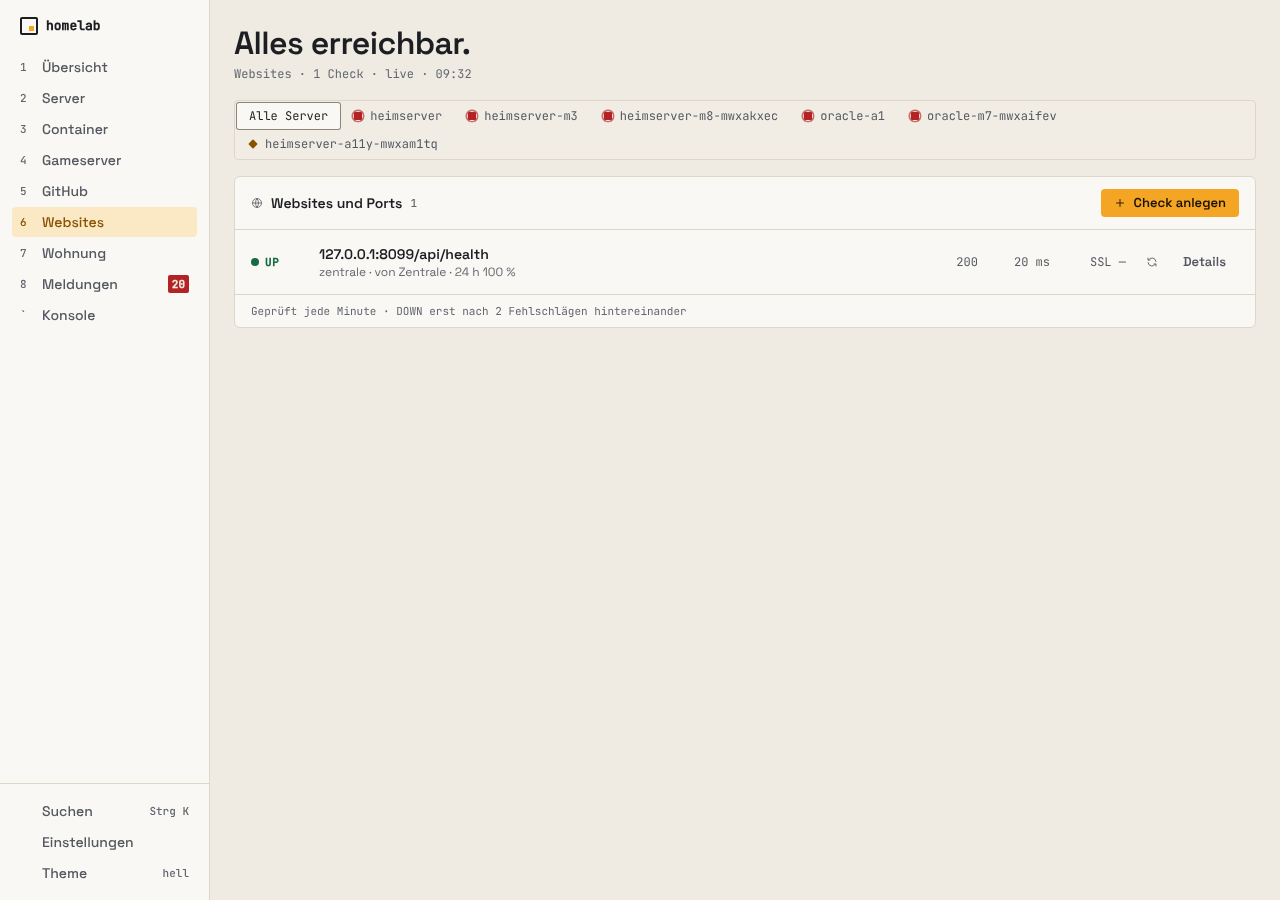 homelab
1 Übersicht
2 Server
3 Container
4 Gameserver
5 GitHub
6 Websites
7 Wohnung
8 Meldungen 20
` Konsole
Suchen Strg K
Einstellungen
Theme hell
Alles erreichbar.
Websites · 1 Check · live · 09:32
Alle Server heimserver heimserver-m3 heimserver-m8-mwxakxec oracle-a1 oracle-m7-mwxaifev
heimserver-a11y-mwxam1tq
Websites und Ports 1 + Check anlegen
UP 127.0.0.1:8099/api/health 200 20 ms SSL — Details
zentrale · von Zentrale · 24 h 100 %
Geprüft jede Minute · DOWN erst nach 2 Fehlschlägen hintereinander